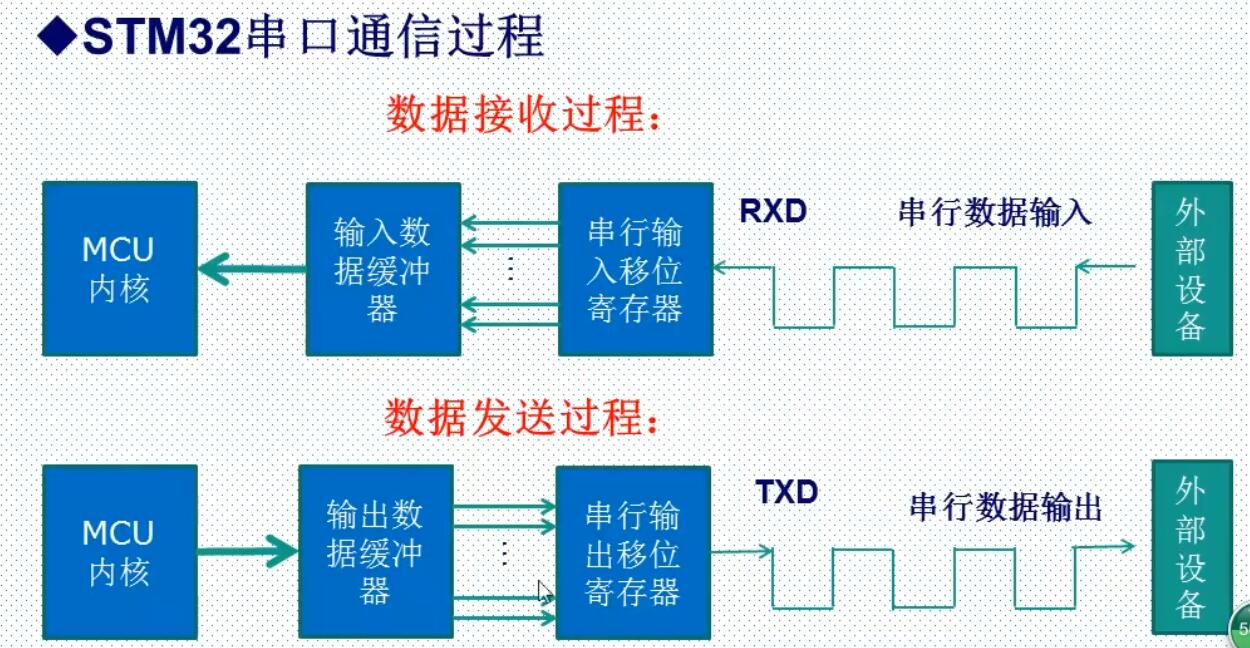 ◆STM32串口通信过程
数据接收过程：
MCU
内核
输入数
据缓冲
器
串行输
入移位
寄存器
RXD
串行数据输入
外
部
设
备
数据发送过程：
MCU
内核
输出数
据缓冲
器
串行输
出移位
寄存器
TXD
串行数据输出
外
部
设
备